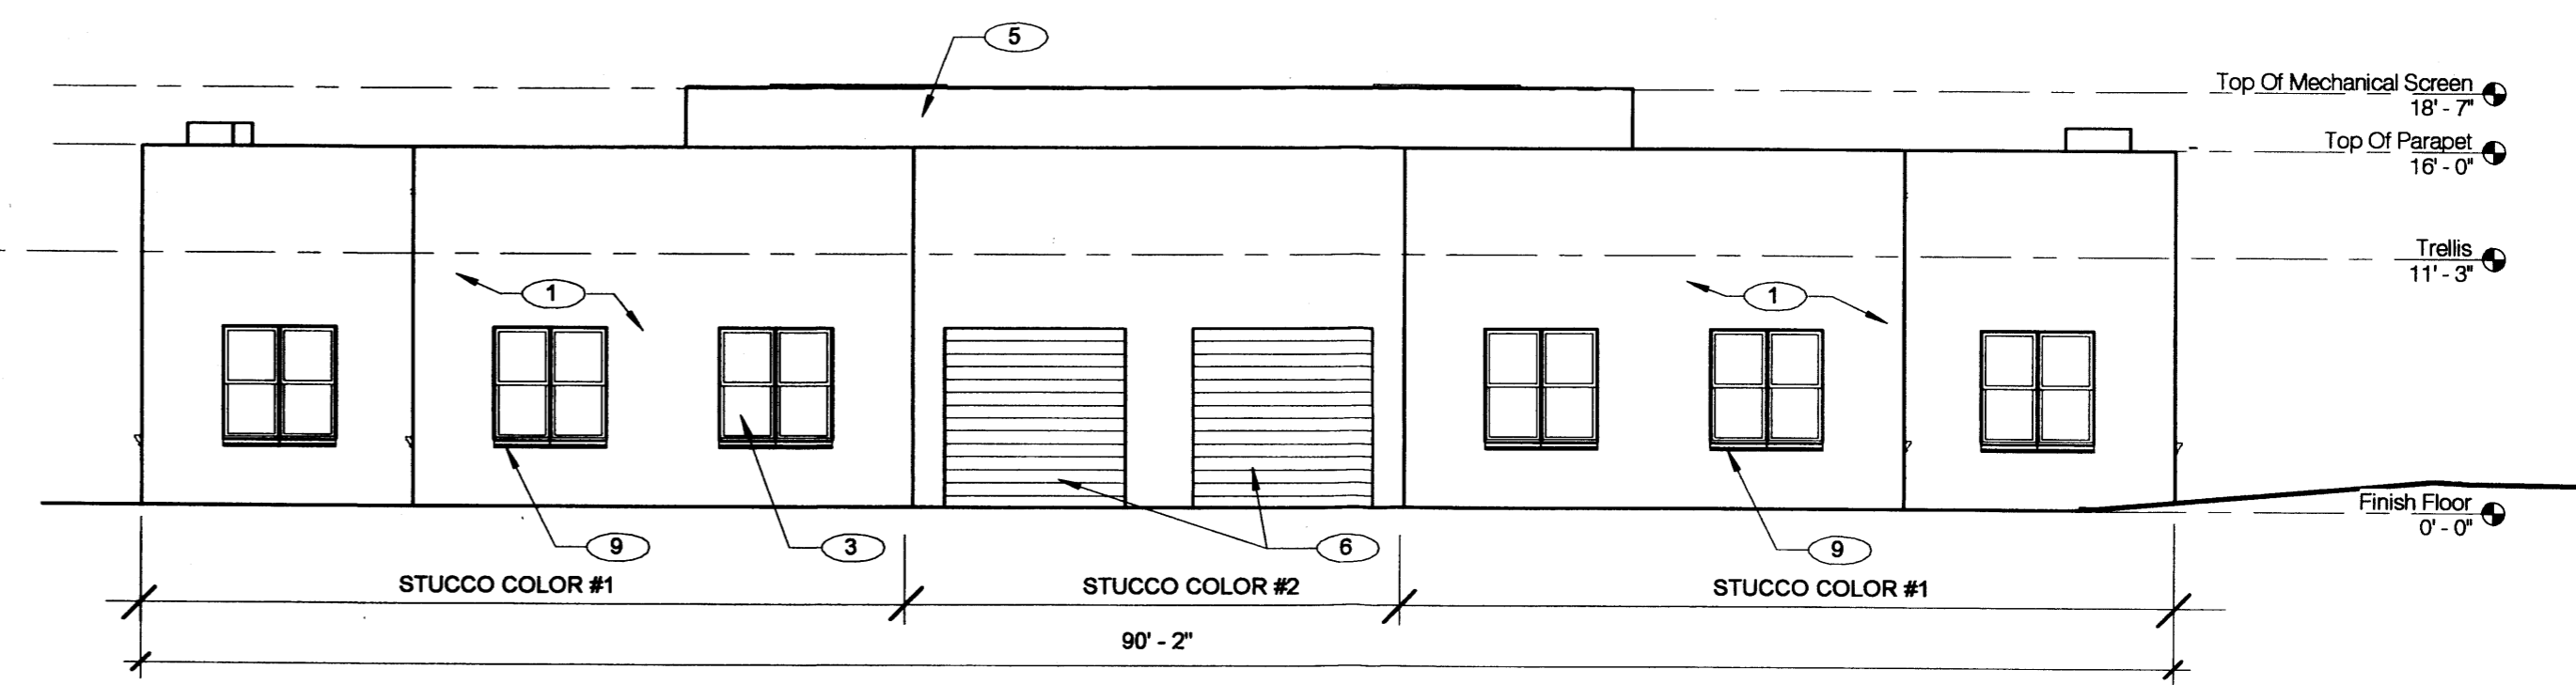 5
Top Of Mechanical Screen
18' - 7"
Top Of Parapet
16' - 0"
Trellis
11' - 3"
1
1
Finish Floor
0' - 0"
9
3
6
9
STUCCO COLOR #1
STUCCO COLOR #2
STUCCO COLOR #1
90' - 2"